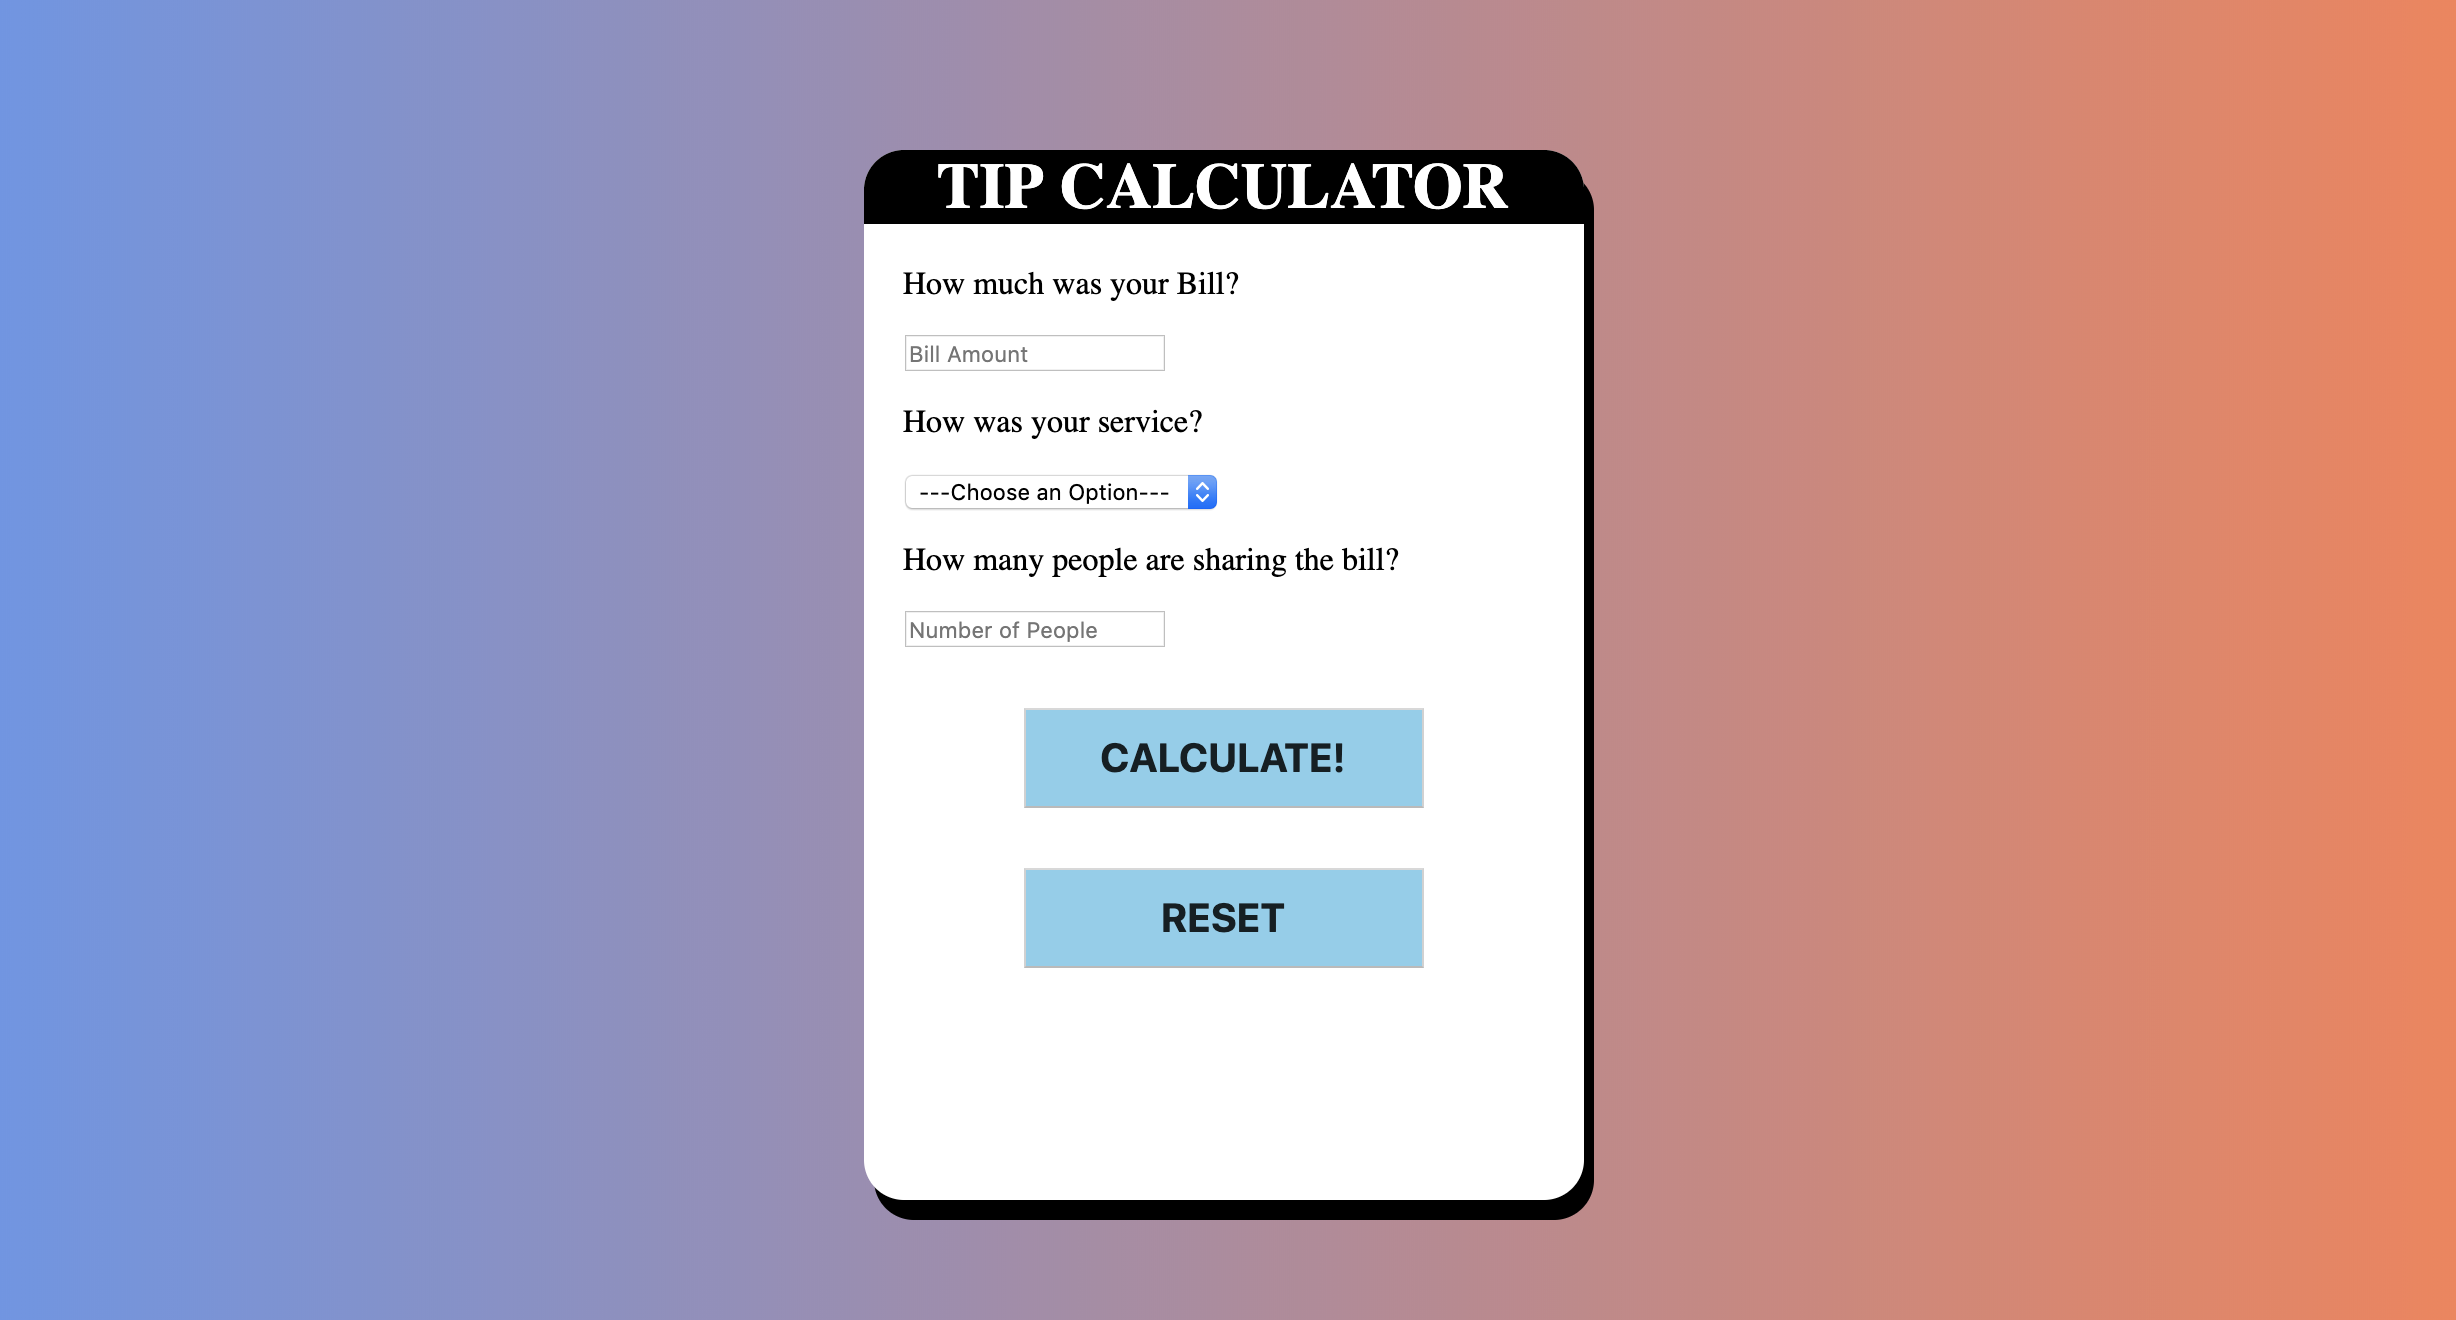 TIP CALCULATOR
How much was your Bill?
Bill Amount
How was your service?
---Choose an Option---
How many people are sharing the bill?
Number of People
CALCULATE!
RESET